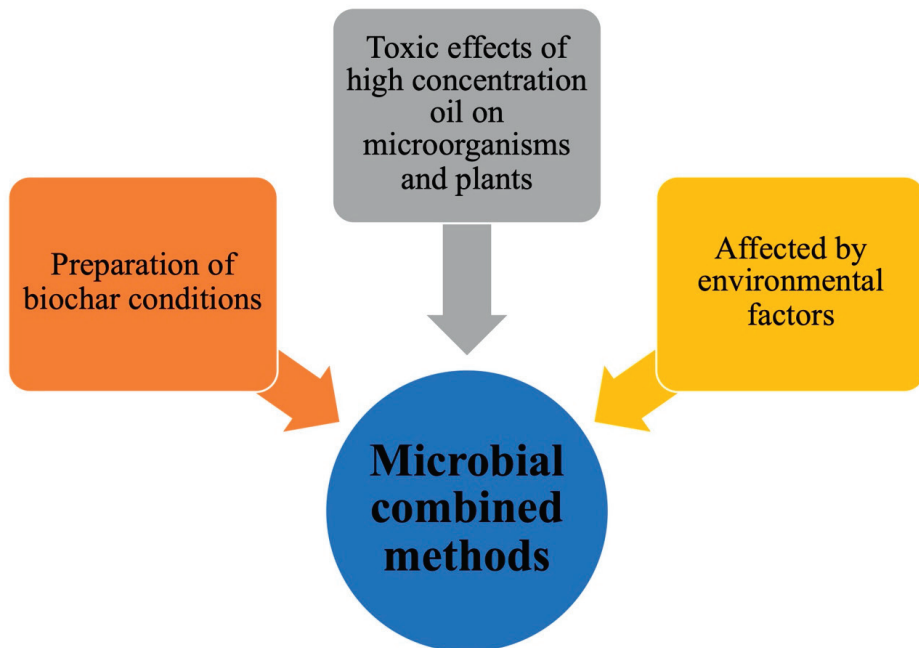 Toxic effects of
high concentration
oil on
microorganisms
and plants
Preparation of
biochar conditions
Affected by
environmental
factors
Microbial
combined
methods